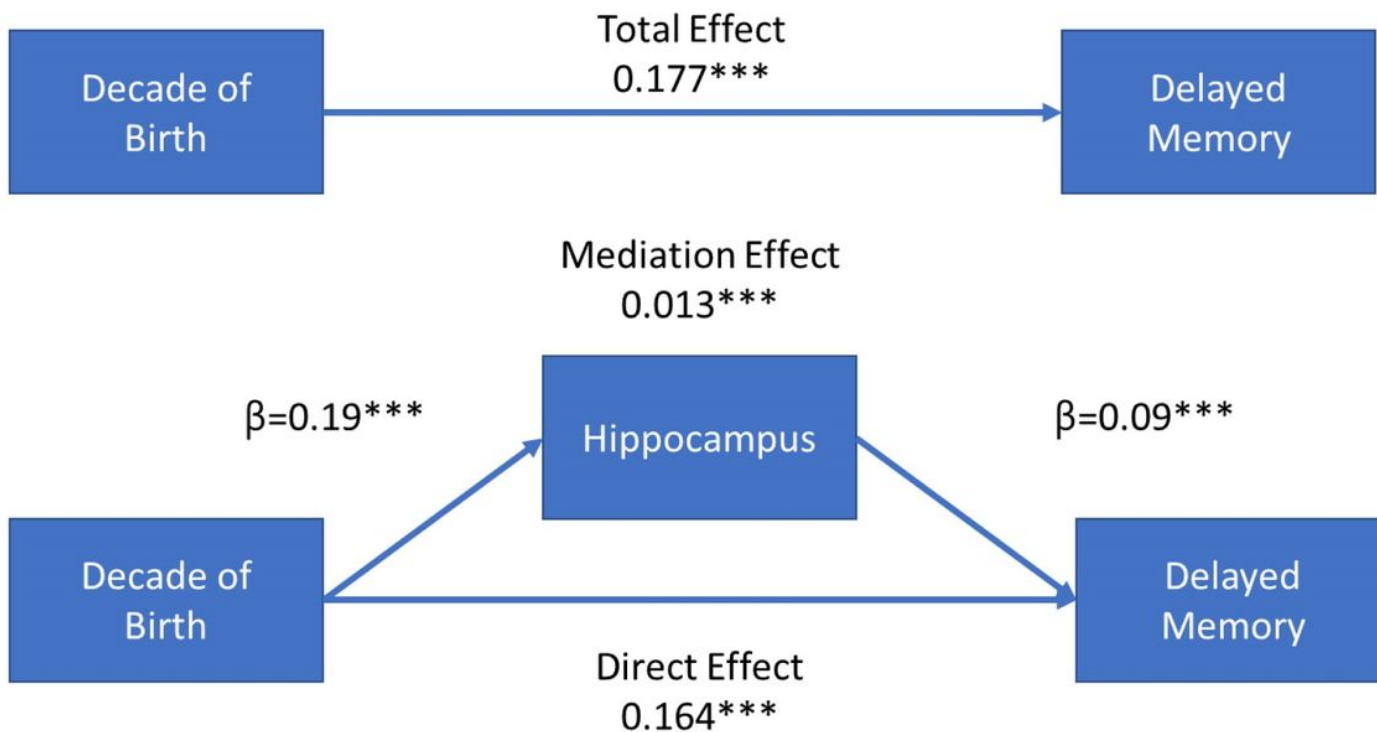 Total Effect
0.177***
Decade of
Birth
Delayed
Memory
Mediation Effect
0.013***
β=0.19***
Hippocampus
β=0.09***
Decade of
Birth
Delayed
Memory
Direct Effect
0.164***